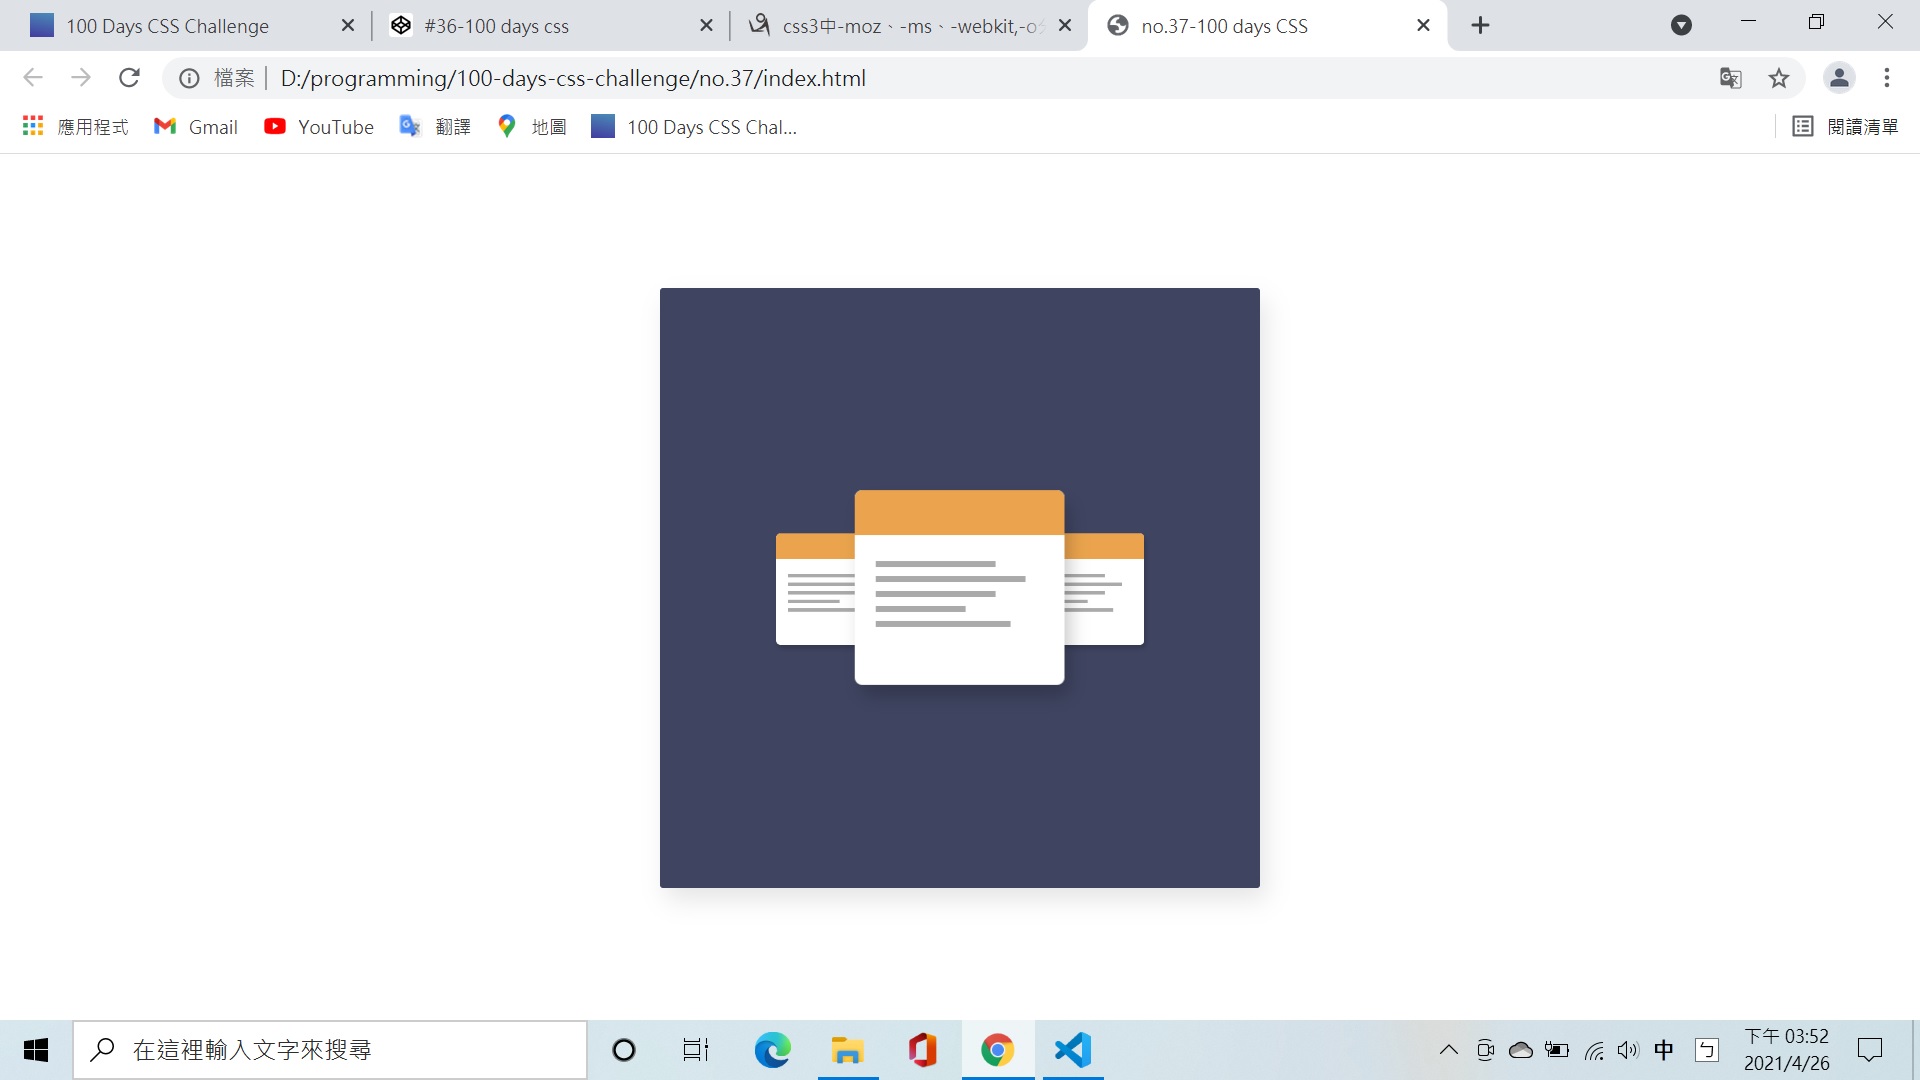 100 Days CSS Challenge
#36-100 days css
css3中-moz、-ms、-webkit,-o
no.37-100 days CSS
檔案
D:/programming/100-days-css-challenge/no.37/index.html
應用程式
Gmail
YouTube
翻譯
地圖
100 Days CSS Chal...
閱讀清單
在這裡輸入文字來搜尋
中
ㄅ
下午 03:52
2021/4/26